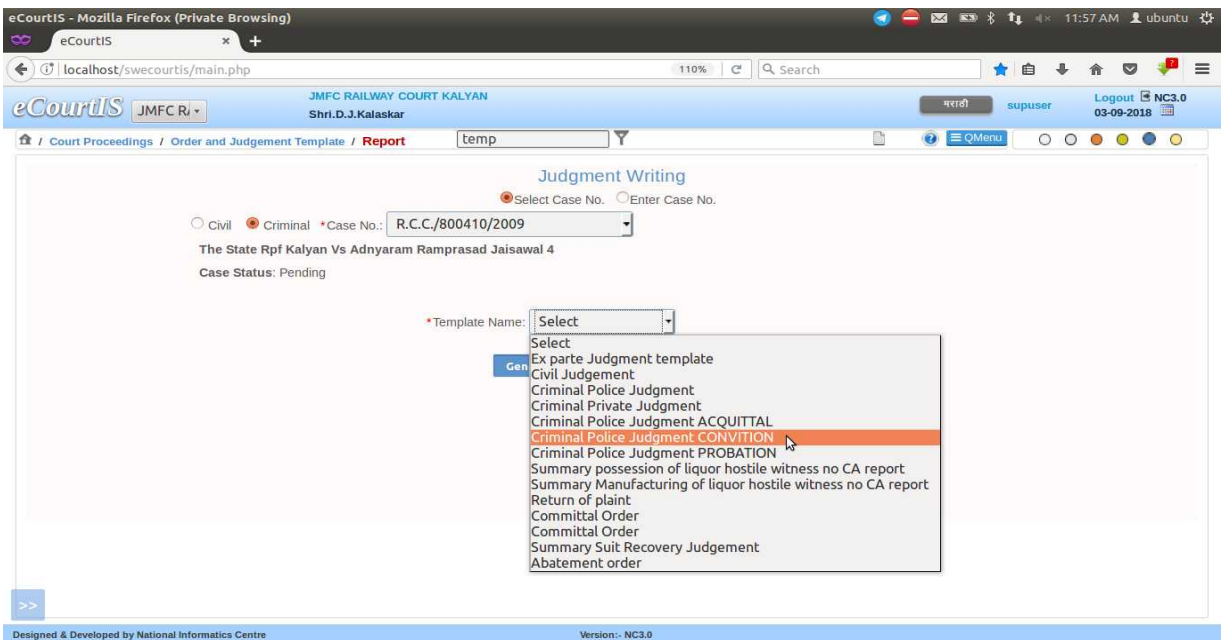 eCourtIS - Mozilla Firefox (Private Browsing) 11:57 AM ubuntu
eCourtIS × +
localhost/swecourtis/main.php 110% Search
eCourtIS JMFC R JMFC RAILWAY COURT KALYAN मराठी supuser Logout NC3.0
Shri.D.J.Kalaskar 03-09-2018
/ Court Proceedings / Order and Judgement Template / Report temp QMenu
Judgment Writing
Select Case No. Enter Case No.
Civil Criminal *Case No.: R.C.C./800410/2009
The State Rpf Kalyan Vs Adnyaram Ramprasad Jaisawal 4
Case Status: Pending
*Template Name: Select
Select
Ex parte Judgment template
Gen
Civil Judgement
Criminal Police Judgment
Criminal Private Judgment
Criminal Police Judgment ACQUITTAL
Criminal Police Judgment CONVITION
Criminal Police Judgment PROBATION
Summary possession of liquor hostile witness no CA report
Summary Manufacturing of liquor hostile witness no CA report
Return of plaint
Committal Order
Committal Order
Summary Suit Recovery Judgement
Abatement order
>>
Designed & Developed by National Informatics Centre Version:- NC3.0